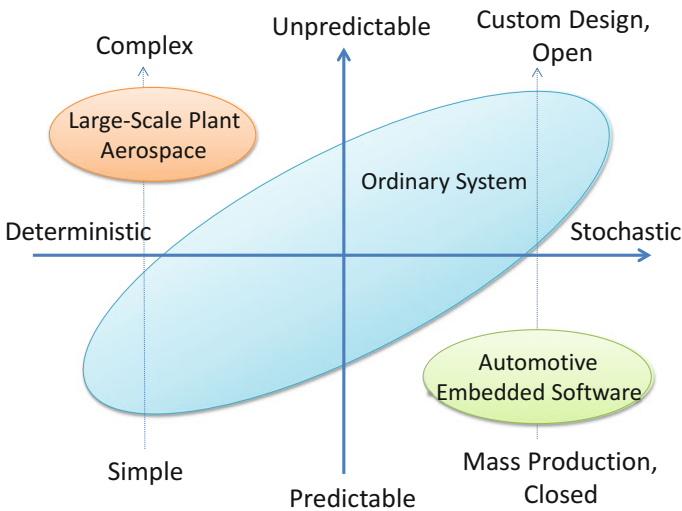 Complex
Unpredictable
Custom Design,
Open
Large-Scale Plant
Aerospace
Ordinary System
Deterministic
Stochastic
Automotive
Embedded Software
Simple
Predictable
Mass Production,
Closed